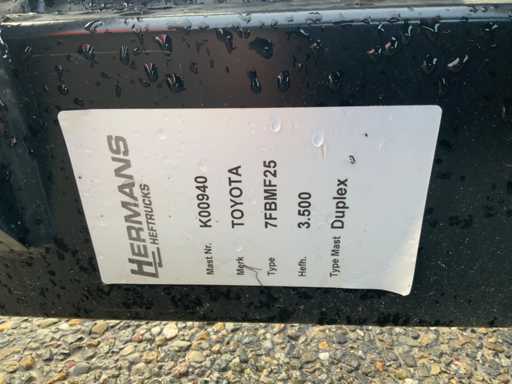 HERMANS
HEFTRUCKS
Mast Nr. K00940
Merk TOYOTA
Type 7FBMF25
Hefh. 3.500
Type Mast Duplex